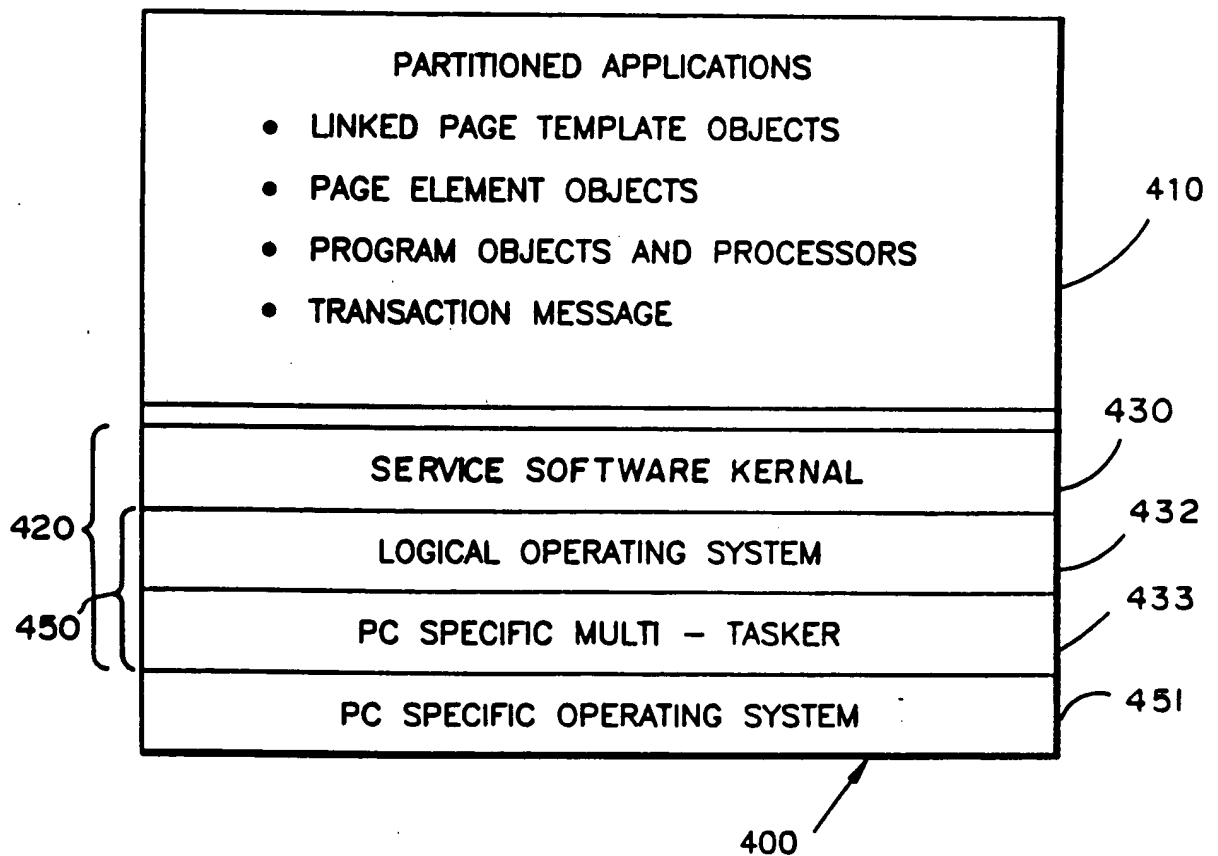 PARTITIONED APPLICATIONS
• LINKED PAGE TEMPLATE OBJECTS
• PAGE ELEMENT OBJECTS
• PROGRAM OBJECTS AND PROCESSORS
• TRANSACTION MESSAGE
410
430
SERVICE SOFTWARE KERNAL
420
432
LOGICAL OPERATING SYSTEM
433
450
PC SPECIFIC MULTI - TASKER
451
PC SPECIFIC OPERATING SYSTEM
400